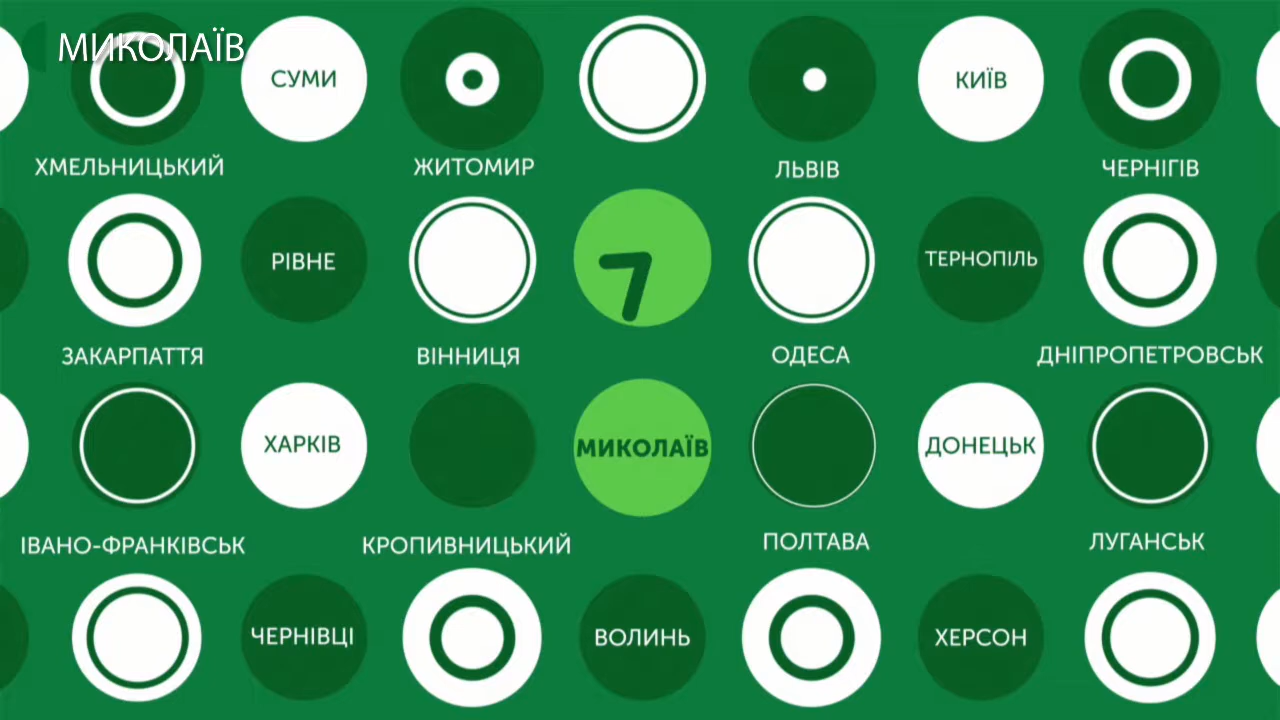 МИКОЛАЇВ
СУМИ
КИЇВ
ХМЕЛЬНИЦЬКИЙ
ЖИТОМИР
ЛЬВІВ
ЧЕРНІГІВ
РІВНЕ
ТЕРНОПІЛЬ
ЗАКАРПАТТЯ
ВІННИЦЯ
ОДЕСА
ДНІПРОПЕТРОВСЬК
ХАРКІВ
МИКОЛАЇВ
ДОНЕЦЬК
ІВАНО-ФРАНКІВСЬК
КРОПИВНИЦЬКИЙ
ПОЛТАВА
ЛУГАНСЬК
ЧЕРНІВЦІ
ВОЛИНЬ
ХЕРСОН